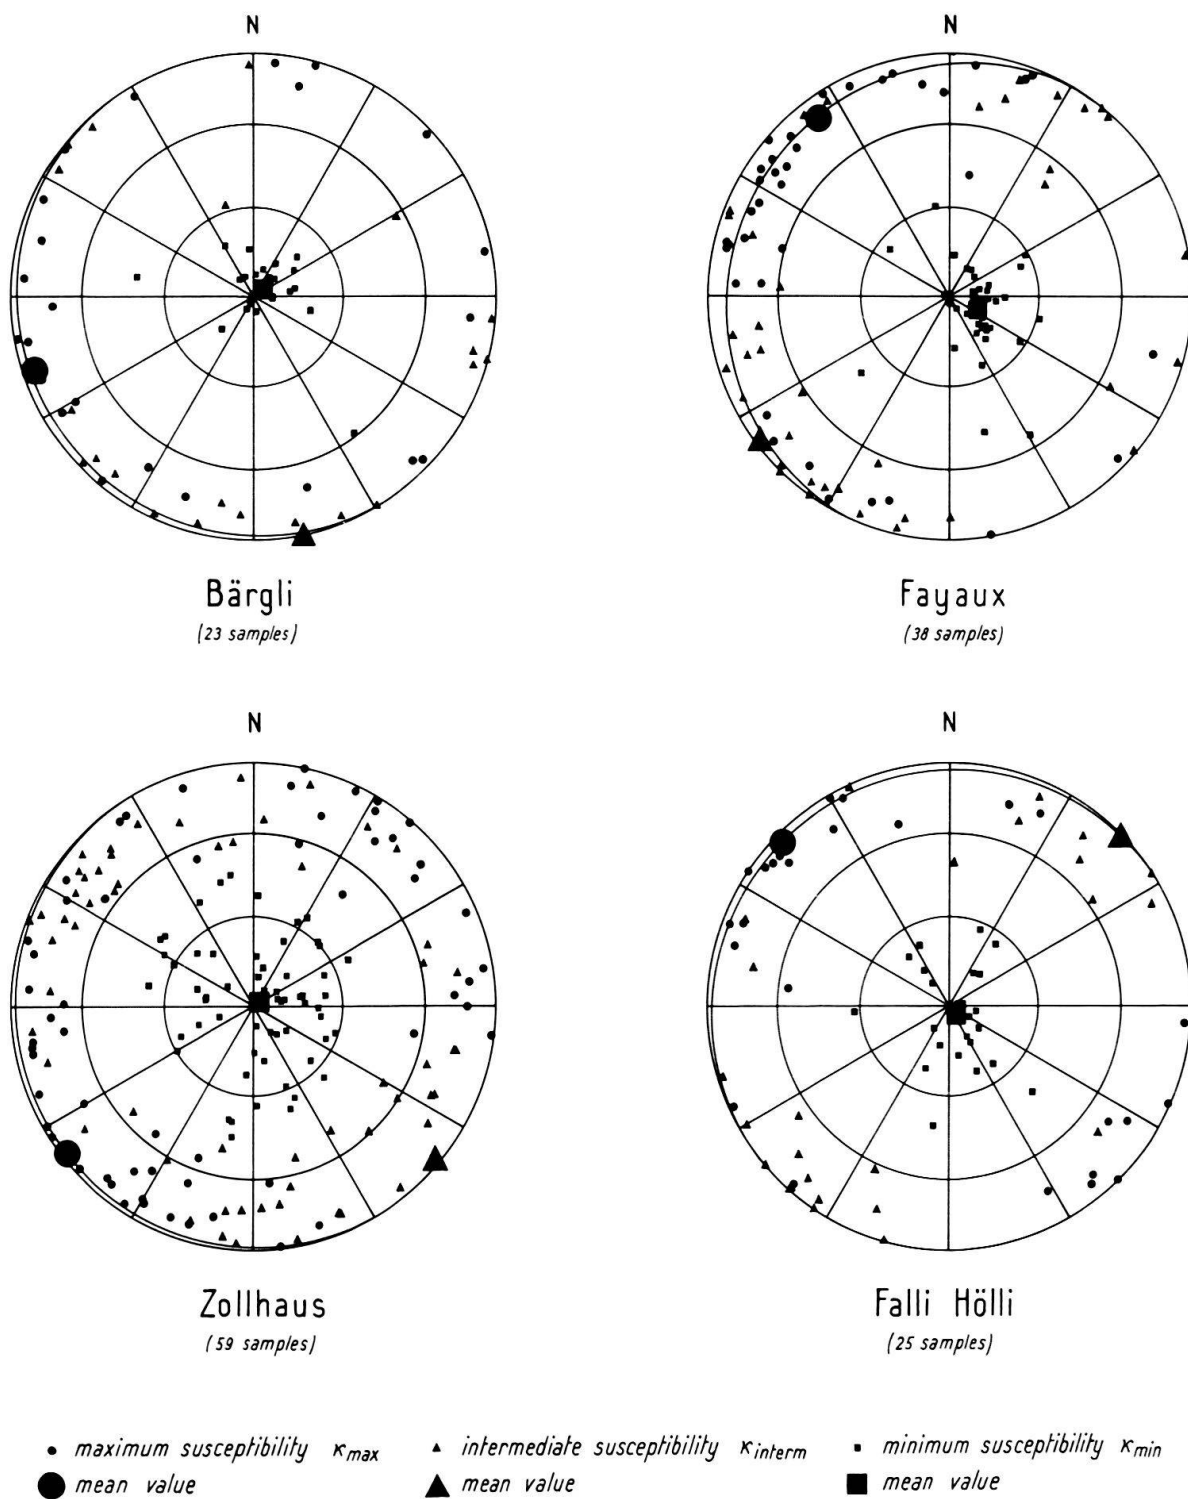 N
N
Bärgli
(23 samples)
Fayaux
(38 samples)
N
N
Zollhaus
(59 samples)
Falli Hölli
(25 samples)
maximum susceptibility κmax
intermediate susceptibility κinterm
minimum susceptibility κmin
mean value
mean value
mean value